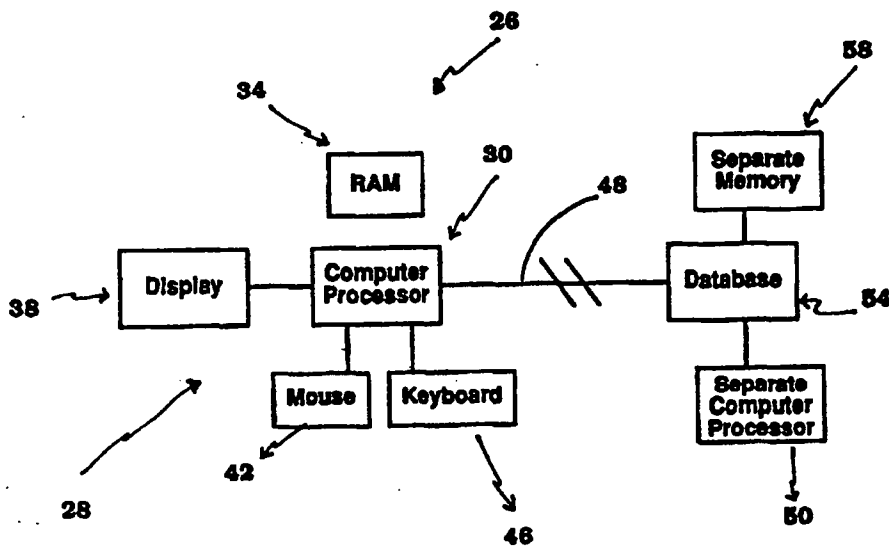 26
58
34
RAM
30
48
Separate
Memory
Display
Computer
Processor
Database
38
54
Mouse
Keyboard
Separate
Computer
Processor
42
28
46
50